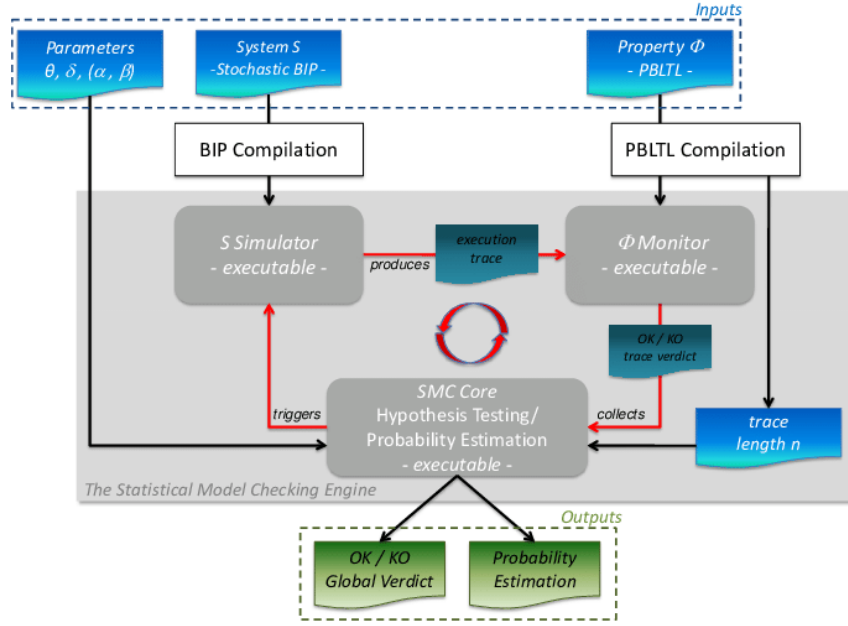 Inputs
Parameters
θ, δ, (α, β)
System S
-Stochastic BIP -
Property Φ
- PBLTL -
BIP Compilation
PBLTL Compilation
S Simulator
- executable -
produces
execution
trace
Φ Monitor
- executable -
OK / KO
trace verdict
triggers
SMC Core
Hypothesis Testing/
Probability Estimation
- executable -
collects
trace
length n
The Statistical Model Checking Engine
Outputs
OK / KO
Global Verdict
Probability
Estimation